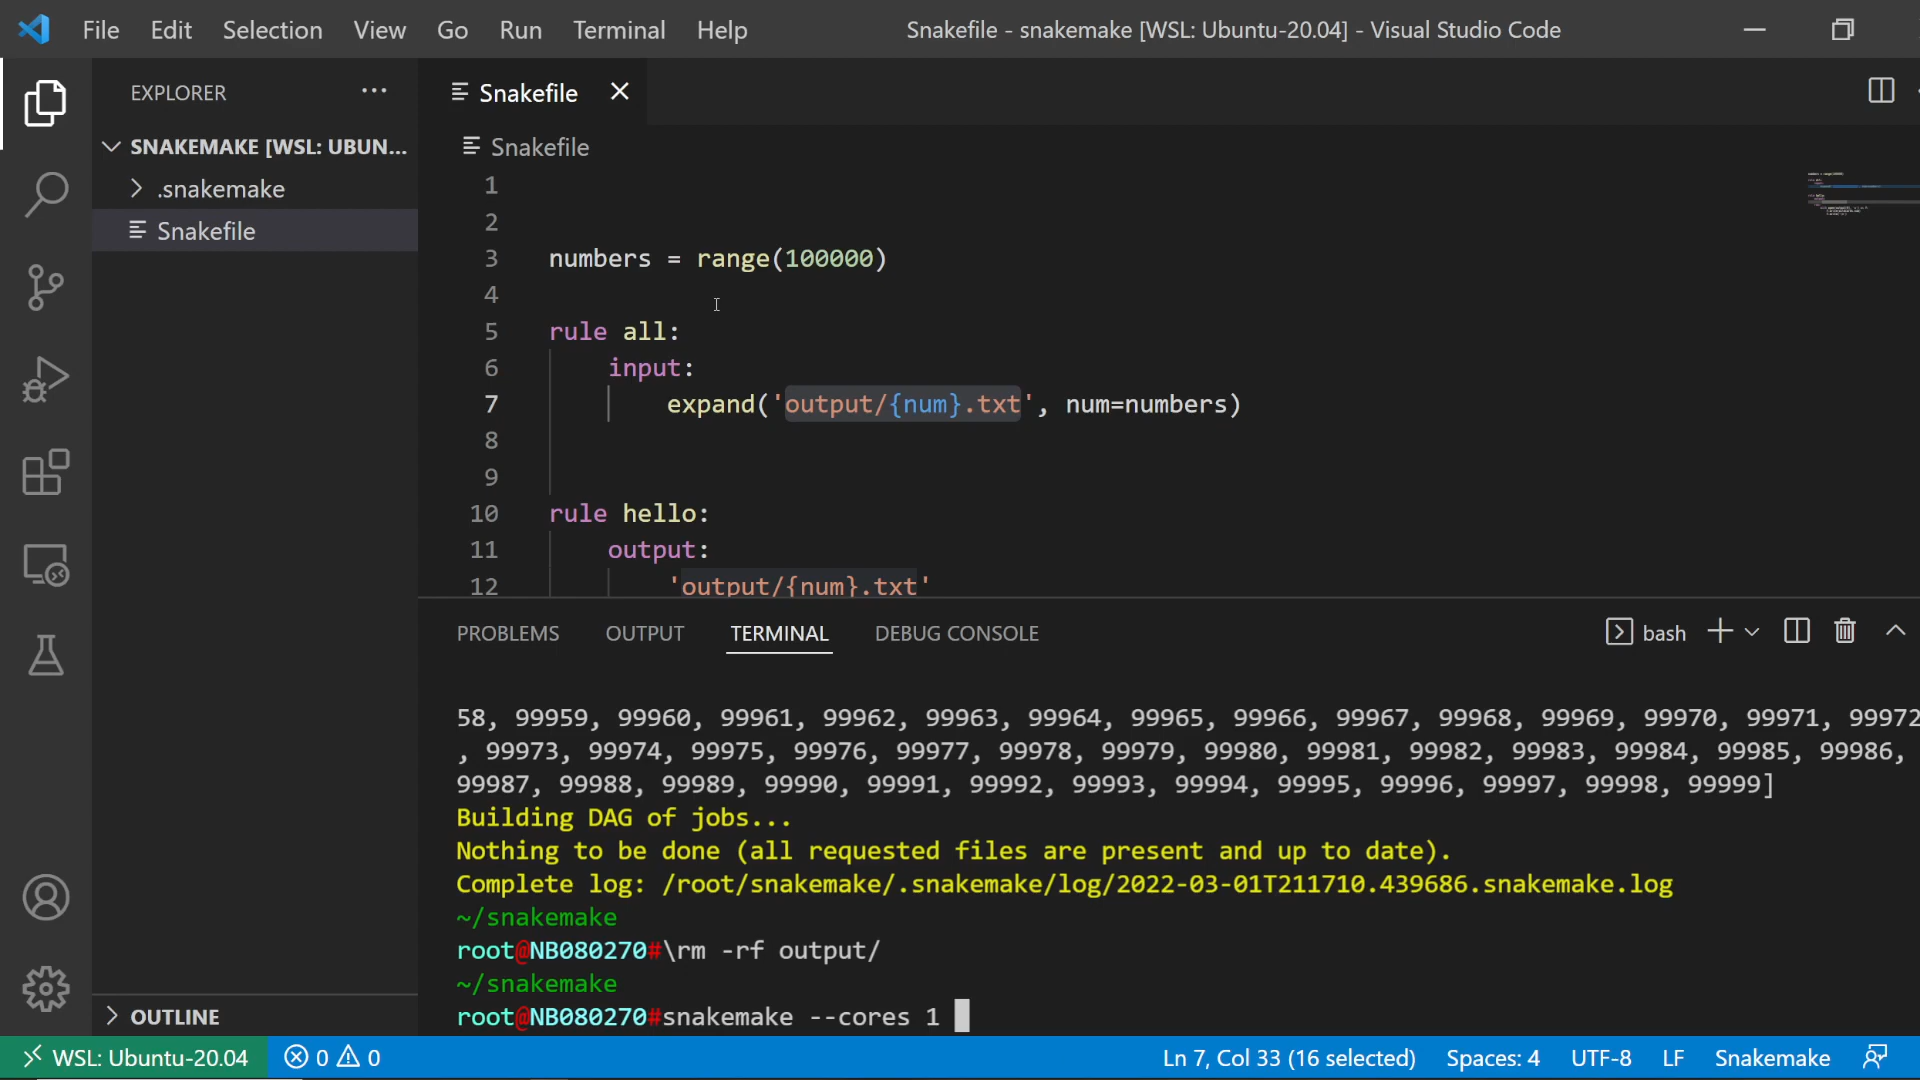 File Edit Selection View Go Run Terminal Help Snakefile - snakemake [WSL: Ubuntu-20.04] - Visual Studio Code
EXPLORER ···
SNAKEMAKE [WSL: UBUN...
.snakemake
Snakefile
OUTLINE
Snakefile
Snakefile
1
2
3 numbers = range(100000)
4
5 rule all:
6 input:
7 expand('output/{num}.txt', num=numbers)
8
9
10 rule hello:
11 output:
12 'output/{num}.txt'
PROBLEMS OUTPUT TERMINAL DEBUG CONSOLE bash
58, 99959, 99960, 99961, 99962, 99963, 99964, 99965, 99966, 99967, 99968, 99969, 99970, 99971, 99972
, 99973, 99974, 99975, 99976, 99977, 99978, 99979, 99980, 99981, 99982, 99983, 99984, 99985, 99986,
99987, 99988, 99989, 99990, 99991, 99992, 99993, 99994, 99995, 99996, 99997, 99998, 99999]
Building DAG of jobs...
Nothing to be done (all requested files are present and up to date).
Complete log: /root/snakemake/.snakemake/log/2022-03-01T211710.439686.snakemake.log
~/snakemake
root@NB080270#\rm -rf output/
~/snakemake
root@NB080270#snakemake --cores 1
WSL: Ubuntu-20.04 0 0 Ln 7, Col 33 (16 selected) Spaces: 4 UTF-8 LF Snakemake